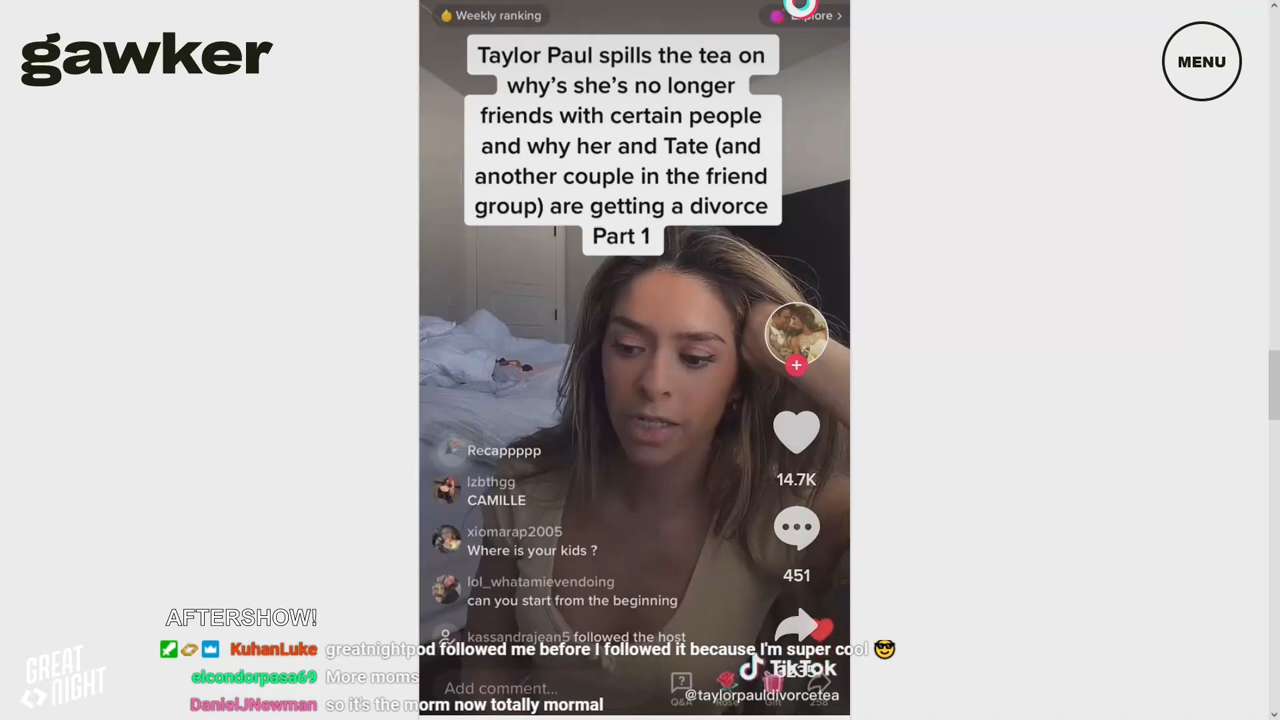 gawker
MENU
Weekly ranking
Explore >
Taylor Paul spills the tea on
why's she's no longer
friends with certain people
and why her and Tate (and
another couple in the friend
group) are getting a divorce
Part 1
14.7K
451
Recappppp
lzbthgg
CAMILLE
xiomarap2005
Where is your kids ?
lol_whatamievendoing
can you start from the beginning
kassandrajean5 followed the host
AFTERSHOW!
KuhanLuke greatnightpod followed me before I followed it because I'm super cool 😎
elcondorpasa69 More moms
DanielJNewman so it's the morm now totally mormal
GREAT
NIGHT
TikTok
@taylorpauldivorcetea
Add comment...
Q&A
Rose
Gift